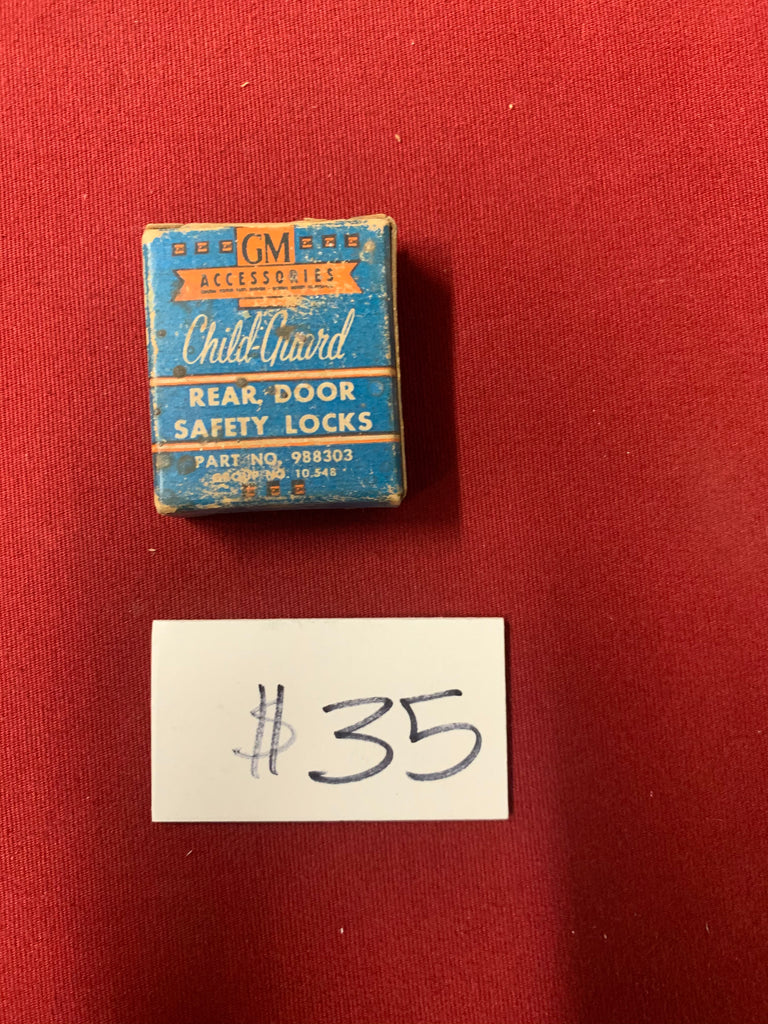 GM
ACCESSORIES
Child-Guard
REAR DOOR
SAFETY LOCKS
PART NO. 988303
GROUP NO. 10.548
$35